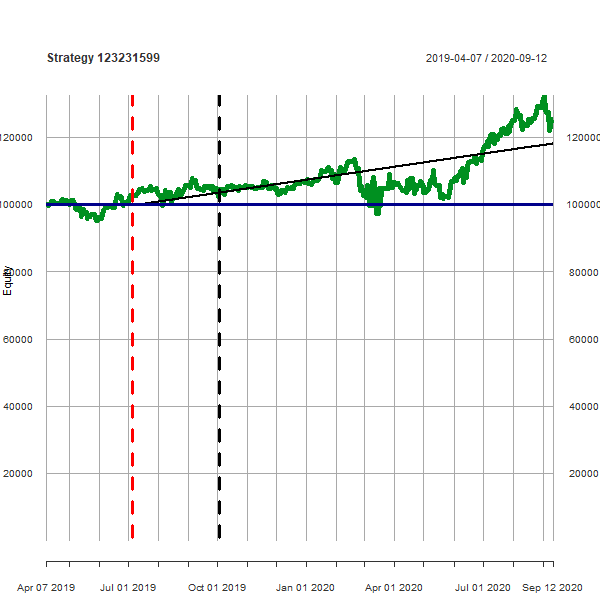 Strategy 123231599
2019-04-07 / 2020-09-12
120000
120000
100000
100000
Equity
80000
80000
60000
60000
40000
40000
20000
20000
Apr 07 2019
Jul 01 2019
Oct 01 2019
Jan 01 2020
Apr 01 2020
Jul 01 2020
Sep 12 2020